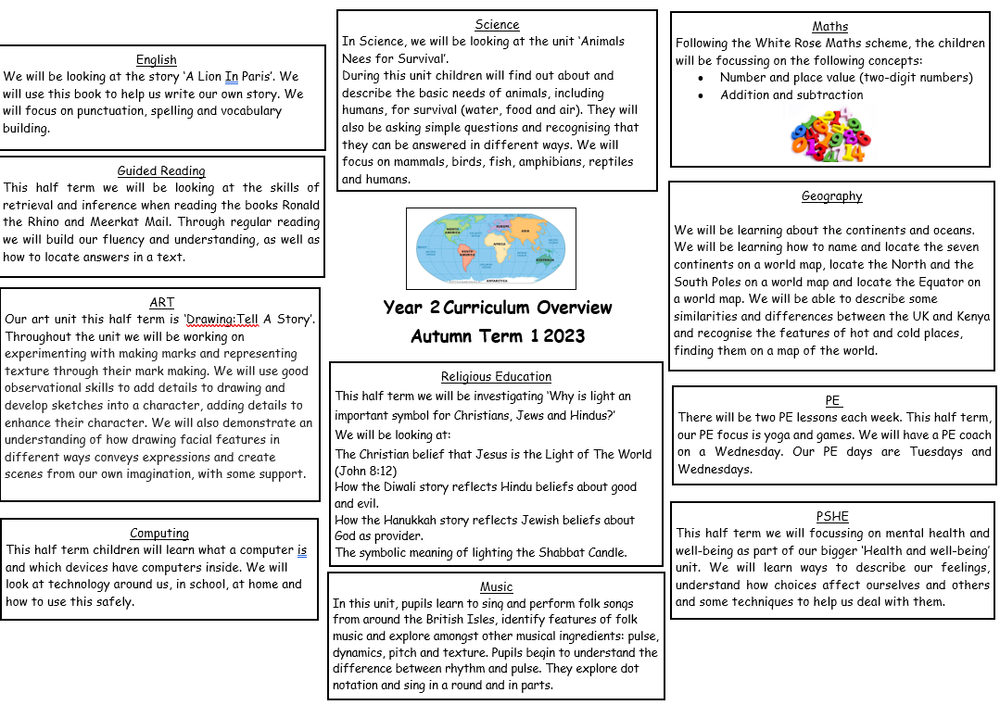 English
We will be looking at the story ‘A Lion In Paris’. We
will use this book to help us write our own story. We
will focus on punctuation, spelling and vocabulary
building.
Guided Reading
This half term we will be looking at the skills of
retrieval and inference when reading the books Ronald
the Rhino and Meerkat Mail. Through regular reading
we will build our fluency and understanding, as well as
how to locate answers in a text.
ART
Our art unit this half term is ‘Drawing:Tell A Story’.
Throughout the unit we will be working on
experimenting with making marks and representing
texture through their mark making. We will use good
observational skills to add details to drawing and
develop sketches into a character, adding details to
enhance their character. We will also demonstrate an
understanding of how drawing facial features in
different ways conveys expressions and create
scenes from our own imagination, with some support.
Computing
This half term children will learn what a computer is
and which devices have computers inside. We will
look at technology around us, in school, at home and
how to use this safely.
Science
In Science, we will be looking at the unit ‘Animals
Nees for Survival’.
During this unit children will find out about and
describe the basic needs of animals, including
humans, for survival (water, food and air). They will
also be asking simple questions and recognising that
they can be answered in different ways. We will
focus on mammals, birds, fish, amphibians, reptiles
and humans.
NORTH AMERICA
EUROPE
ASIA
AFRICA
SOUTH AMERICA
ANTARCTICA
Year 2 Curriculum Overview
Autumn Term 1 2023
Religious Education
This half term we will be investigating ‘Why is light an
important symbol for Christians, Jews and Hindus?’
We will be looking at:
The Christian belief that Jesus is the Light of The World
(John 8:12)
How the Diwali story reflects Hindu beliefs about good
and evil.
How the Hanukkah story reflects Jewish beliefs about
God as provider.
The symbolic meaning of lighting the Shabbat Candle.
Music
In this unit, pupils learn to sing and perform folk songs
from around the British Isles, identify features of folk
music and explore amongst other musical ingredients: pulse,
dynamics, pitch and texture. Pupils begin to understand the
difference between rhythm and pulse. They explore dot
notation and sing in a round and in parts.
Maths
Following the White Rose Maths scheme, the children
will be focussing on the following concepts:
• Number and place value (two-digit numbers)
• Addition and subtraction
Geography
We will be learning about the continents and oceans.
We will be learning how to name and locate the seven
continents on a world map, locate the North and the
South Poles on a world map and locate the Equator on
a world map. We will be able to describe some
similarities and differences between the UK and Kenya
and recognise the features of hot and cold places,
finding them on a map of the world.
PE
There will be two PE lessons each week. This half term,
our PE focus is yoga and games. We will have a PE coach
on a Wednesday. Our PE days are Tuesdays and
Wednesdays.
PSHE
This half term we will focussing on mental health and
well-being as part of our bigger ‘Health and well-being’
unit. We will learn ways to describe our feelings,
understand how choices affect ourselves and others
and some techniques to help us deal with them.